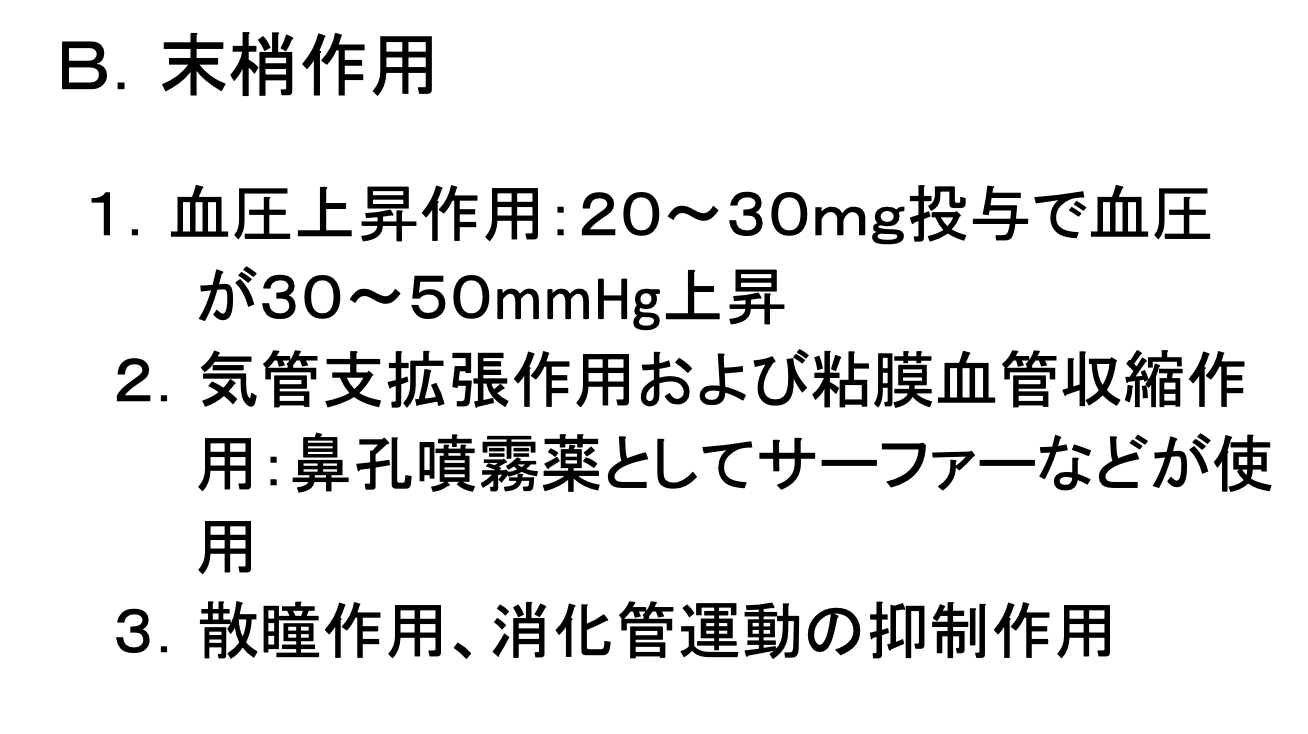 B. 末梢作用
1. 血圧上昇作用:20～30mg投与で血圧
が30～50mmHg上昇
2. 気管支拡張作用および粘膜血管収縮作
用:鼻孔噴霧薬としてサーファーなどが使
用
3. 散瞳作用、消化管運動の抑制作用